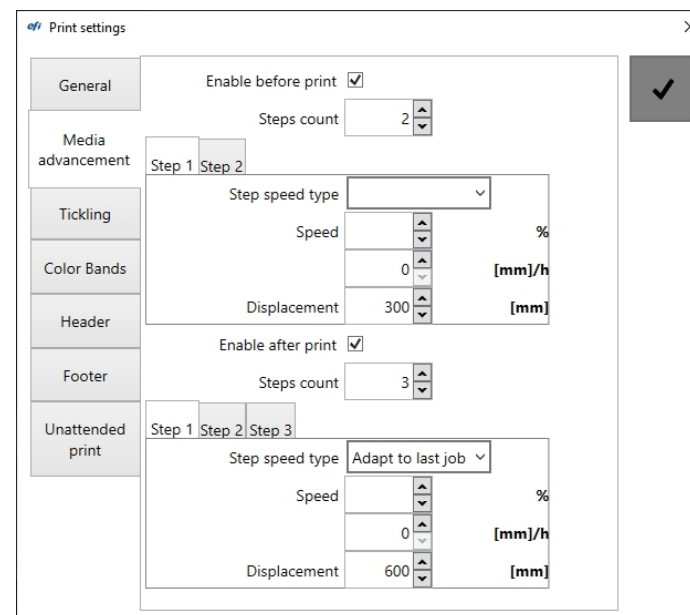 efi Print settings
General
Media
advancement
Tickling
Color Bands
Header
Footer
Unattended
print
Enable before print
Steps count 2
Step 1 Step 2
Step speed type
Speed %
0 [mm]/h
Displacement 300 [mm]
Enable after print
Steps count 3
Step 1 Step 2 Step 3
Step speed type Adapt to last job
Speed %
0 [mm]/h
Displacement 600 [mm]